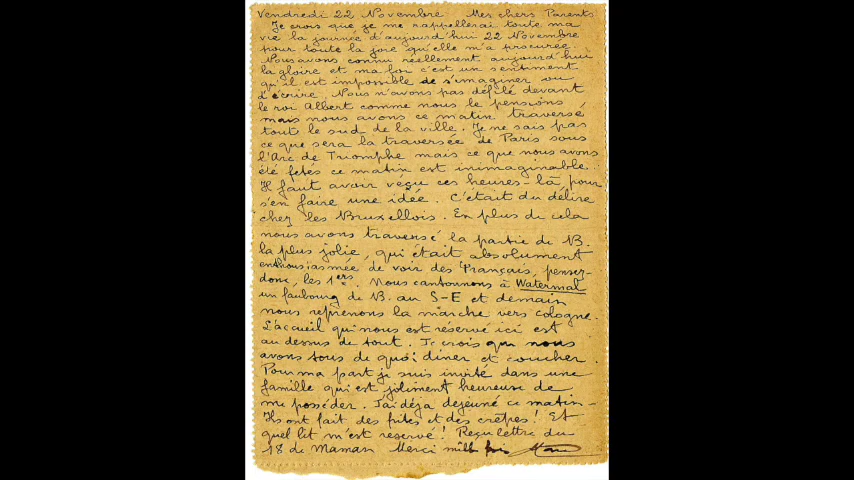 Vendredi 22 Novembre Mes chers Parents
Je crois que je me rappellerai toute ma
vie la journée d'aujourd'hui 22 Novembre
pour toute la joie qu'elle m'a procurée.
Nous avons connu réellement aujourd'hui
la gloire et ma foi c'est un sentiment
qu'il est impossible de s'imaginer ou
d'écrire. Nous n'avons pas défilé devant
le roi Albert comme nous le pensions
mais nous avons ce matin traversé
toute le sud de la ville. Je ne sais pas
ce que sera la traversée de Paris sous
l'Arc de Triomphe mais ce que nous avons
été fêtés ce matin est inimaginable.
Il faut avoir vécu ces heures-là pour
s'en faire une idée. C'était du délire
chez les Bruxellois. En plus de cela
nous avons traversé la partie de B.
la plus jolie, qui était absolument
enthousiasmée de voir des Français, pensez-
donc, les 1ers. Nous cantonnons à Watermal
un faubourg de B. au S-E et demain
nous reprenons la marche vers cologne.
L'accueil qui nous est réservé ici est
au dessus de tout. Je crois que nous
avons tous de quoi diner et coucher.
Pour ma part je suis invité dans une
famille qui est joliment heureuse de
me posséder. J'ai déja dejeuné ce matin-
Ils ont fait des frites et des crêpes! Et
quel lit m'est reservé! Reçu lettre du
18 de Maman Merci mille fois